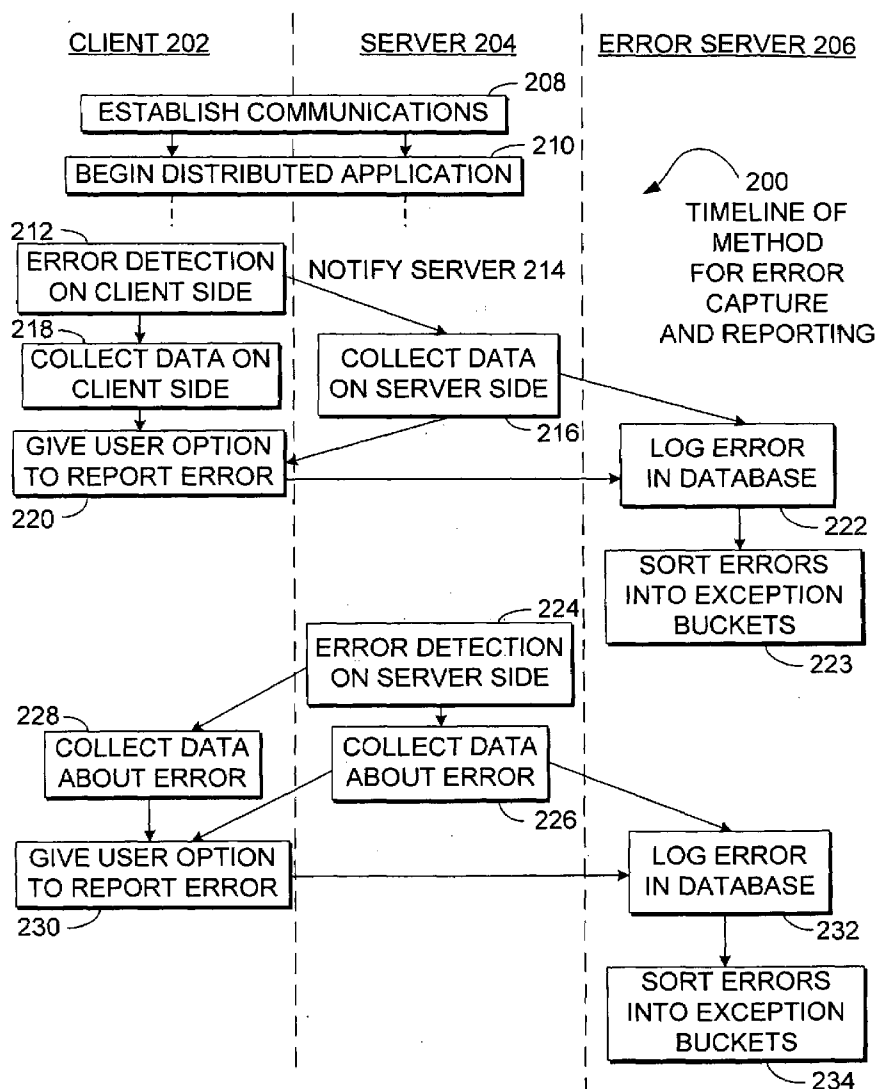 CLIENT 202
SERVER 204
ERROR SERVER 206
208
ESTABLISH COMMUNICATIONS
210
BEGIN DISTRIBUTED APPLICATION
200
TIMELINE OF
METHOD
FOR ERROR
CAPTURE
AND REPORTING
212
ERROR DETECTION
ON CLIENT SIDE
NOTIFY SERVER 214
218
COLLECT DATA ON
CLIENT SIDE
COLLECT DATA
ON SERVER SIDE
216
GIVE USER OPTION
TO REPORT ERROR
220
LOG ERROR
IN DATABASE
222
SORT ERRORS
INTO EXCEPTION
BUCKETS
223
224
ERROR DETECTION
ON SERVER SIDE
228
COLLECT DATA
ABOUT ERROR
COLLECT DATA
ABOUT ERROR
226
GIVE USER OPTION
TO REPORT ERROR
230
LOG ERROR
IN DATABASE
232
SORT ERRORS
INTO EXCEPTION
BUCKETS
234